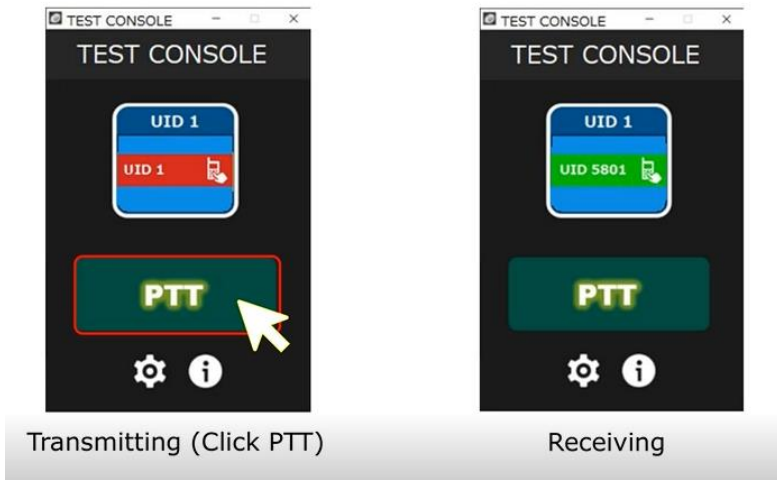 TEST CONSOLE
TEST CONSOLE
UID 1
UID 1
PTT
Transmitting (Click PTT)
TEST CONSOLE
TEST CONSOLE
UID 1
UID 5801
PTT
Receiving